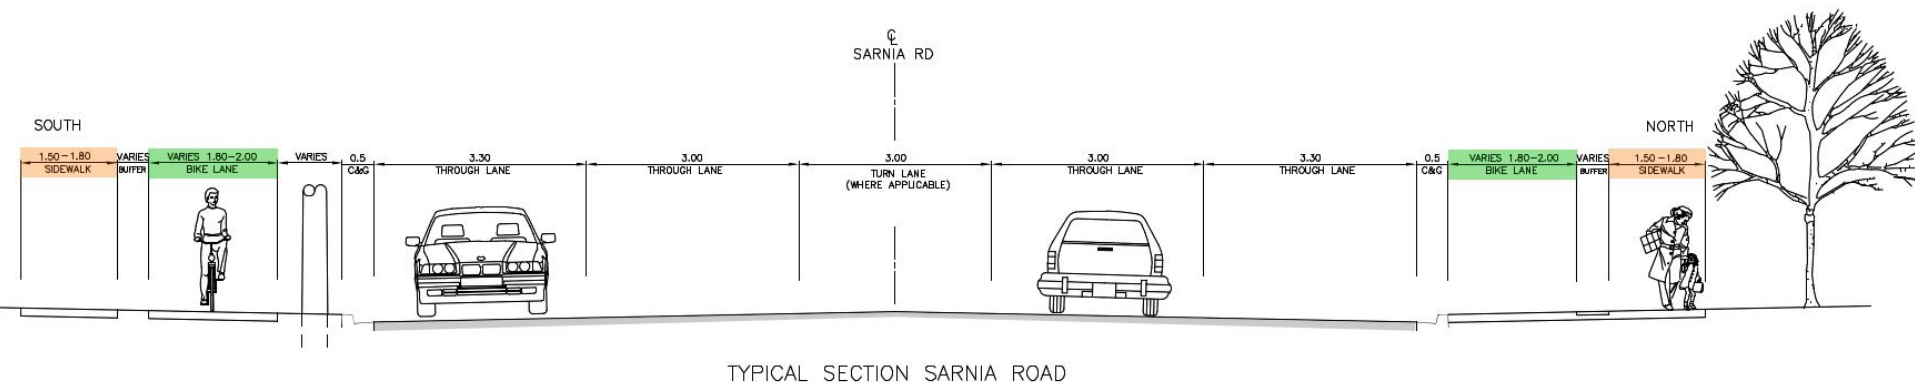 ℄
SARNIA RD
SOUTH
NORTH
1.50-1.80
SIDEWALK
VARIES
BUFFER
VARIES 1.80-2.00
BIKE LANE
VARIES
0.5
C&G
3.30
THROUGH LANE
3.00
THROUGH LANE
3.00
TURN LANE
(WHERE APPLICABLE)
3.00
THROUGH LANE
3.30
THROUGH LANE
0.5
C&G
VARIES 1.80-2.00
BIKE LANE
VARIES
BUFFER
1.50-1.80
SIDEWALK
TYPICAL SECTION SARNIA ROAD